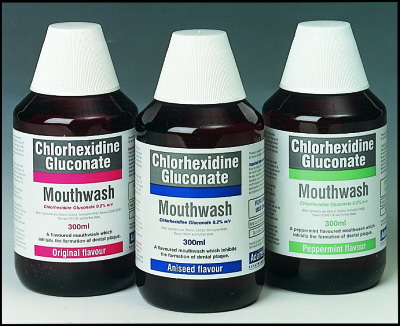 Chlorhexidine
Gluconate
Mouthwash
Chlorhexidine Gluconate 0.2% w/v
300ml
A flavoured mouthwash which
inhibits the formation of dental plaque.
Original flavour
Chlorhexidine
Gluconate
Mouthwash
Chlorhexidine Gluconate 0.2% w/v
300ml
A flavoured mouthwash which inhibits
the formation of dental plaque.
Aniseed flavour
Chlorhexidine
Gluconate
Mouthwash
Chlorhexidine Gluconate 0.2% w/v
300ml
A peppermint flavoured mouthwash which
inhibits the formation of dental plaque.
Peppermint flavour